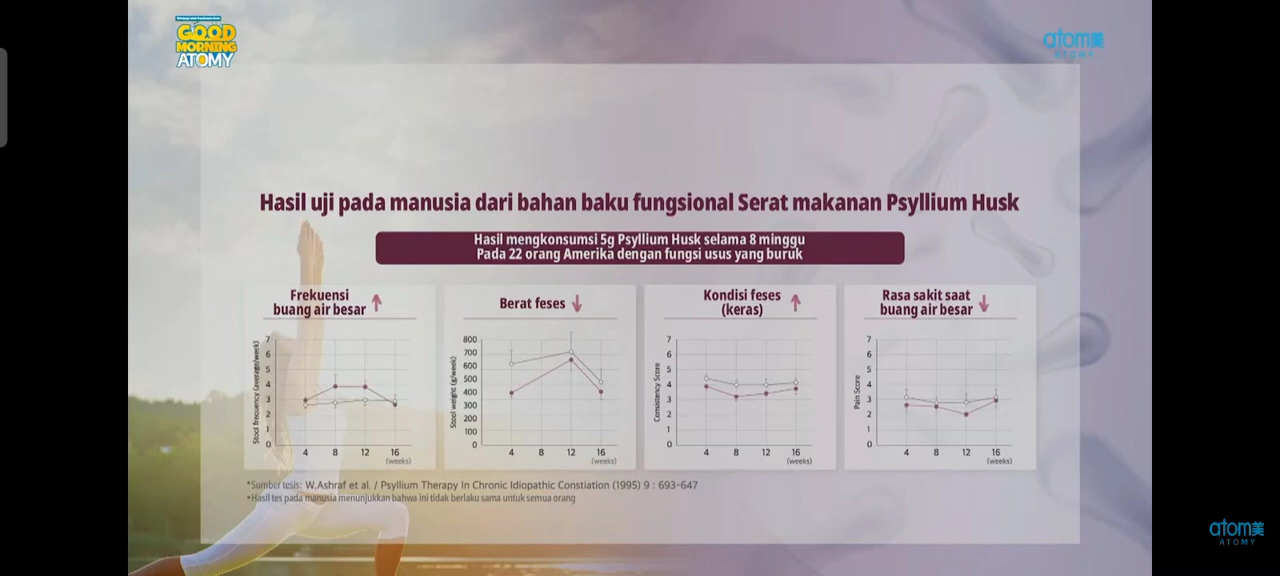 GOOD
MORNING
ATOMY
atom美
ATOMY
Hasil uji pada manusia dari bahan baku fungsional Serat makanan Psyllium Husk
Hasil mengkonsumsi 5g Psyllium Husk selama 8 minggu
Pada 22 orang Amerika dengan fungsi usus yang buruk
Frekuensi
buang air besar ↑
Stool frecuency (average/week)
7
6
5
4
3
2
1
0
4 8 12 16
(weeks)
Berat feses ↓
Stool weight (g/week)
800
700
600
500
400
300
200
100
0
4 8 12 16
(weeks)
Kondisi feses
(keras) ↑
Consistency Score
7
6
5
4
3
2
1
0
4 8 12 16
(weeks)
Rasa sakit saat
buang air besar ↓
Pain Score
7
6
5
4
3
2
1
0
4 8 12 16
(weeks)
*Sumber tesis: W.Ashraf et al. / Psyllium Therapy In Chronic Idiopathic Constiation (1995) 9 : 693-647
*Hasil tes pada manusia menunjukkan bahwa ini tidak berlaku sama untuk semua orang
atom美
ATOMY